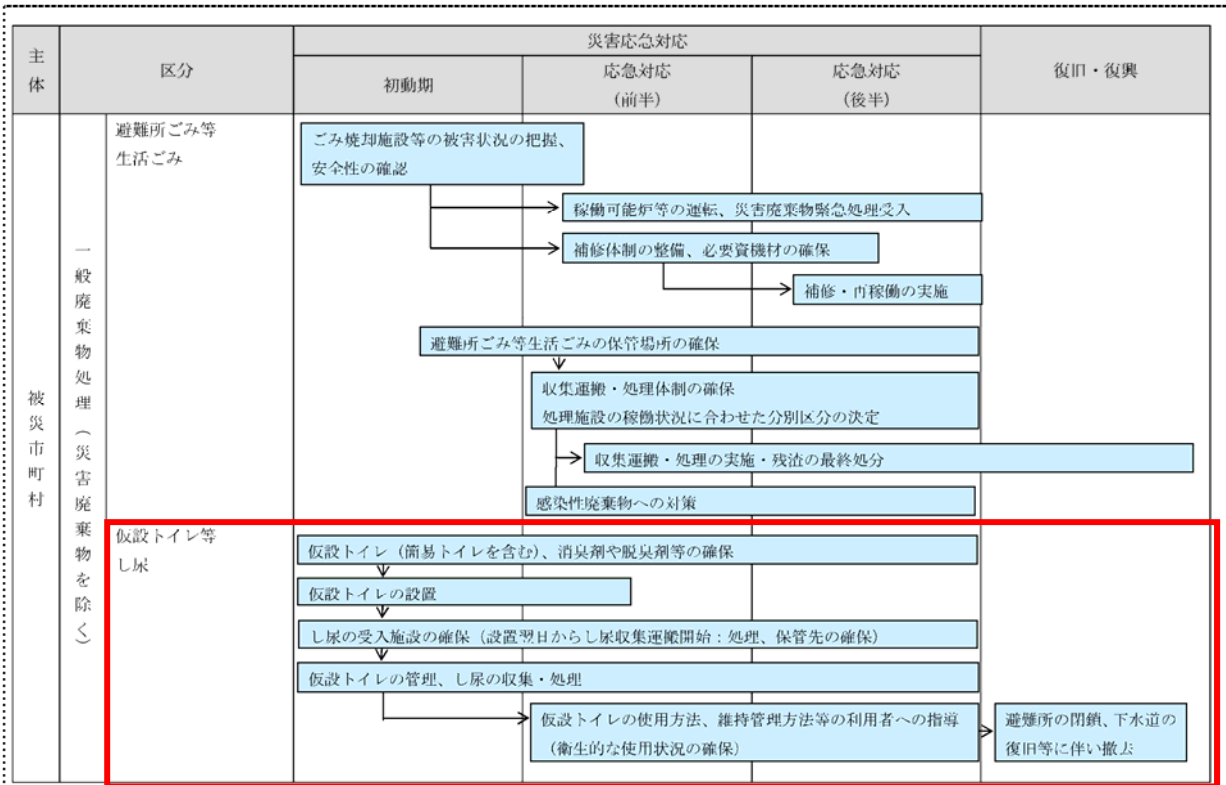 主体
区分
災害応急対応
復旧・復興
初動期
応急対応
(前半)
応急対応
(後半)
被災市町村
一般廃棄物処理(災害廃棄物を除く)
避難所ごみ等
生活ごみ
ごみ焼却施設等の被害状況の把握、
安全性の確認
稼働可能炉等の運転、災害廃棄物緊急処理受入
補修体制の整備、必要資機材の確保
補修・再稼働の実施
避難所ごみ等生活ごみの保管場所の確保
収集運搬・処理体制の確保
処理施設の稼働状況に合わせた分別区分の決定
収集運搬・処理の実施・残渣の最終処分
感染性廃棄物への対策
仮設トイレ等
し尿
仮設トイレ(簡易トイレを含む)、消臭剤や脱臭剤等の確保
仮設トイレの設置
し尿の受入施設の確保(設置翌日からし尿収集運搬開始:処理、保管先の確保)
仮設トイレの管理、し尿の収集・処理
仮設トイレの使用方法、維持管理方法等の利用者への指導
(衛生的な使用状況の確保)
避難所の閉鎖、下水道の
復旧等に伴い撤去